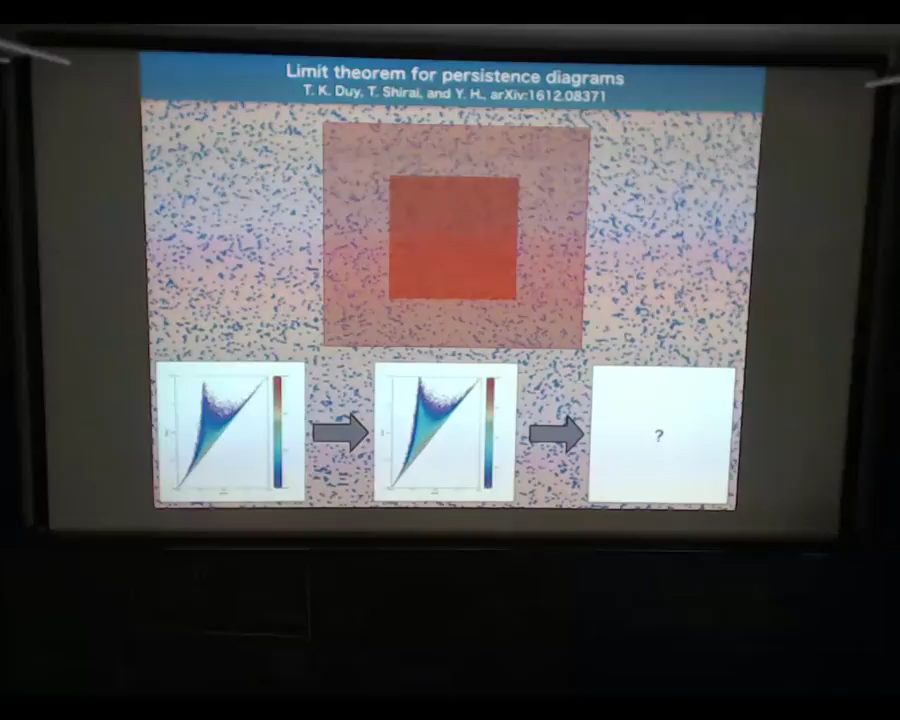 Limit theorem for persistence diagrams
T. K. Duy, T. Shirai, and Y. H., arXiv:1612.08371
?